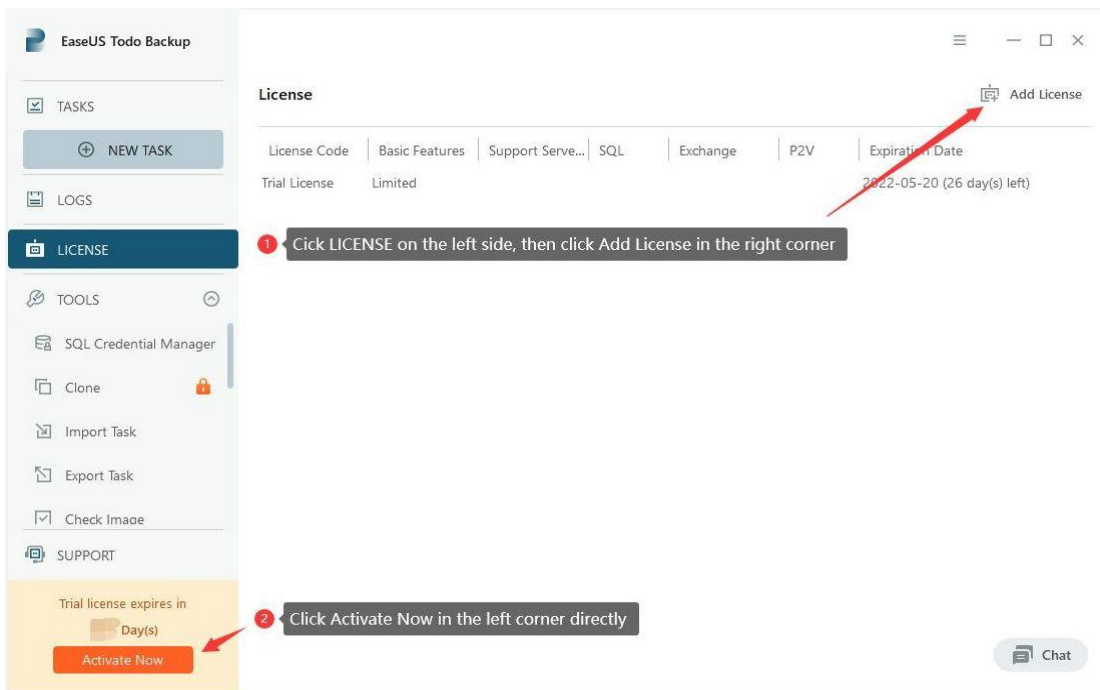 EaseUS Todo Backup
TASKS
NEW TASK
LOGS
LICENSE
TOOLS
SQL Credential Manager
Clone
Import Task
Export Task
Check Image
SUPPORT
Trial license expires in
Day(s)
Activate Now
License
Add License
License Code Basic Features Support Serve... SQL Exchange P2V Expiration Date
Trial License Limited 2022-05-20 (26 day(s) left)
1 Cick LICENSE on the left side, then click Add License in the right corner
2 Click Activate Now in the left corner directly
Chat